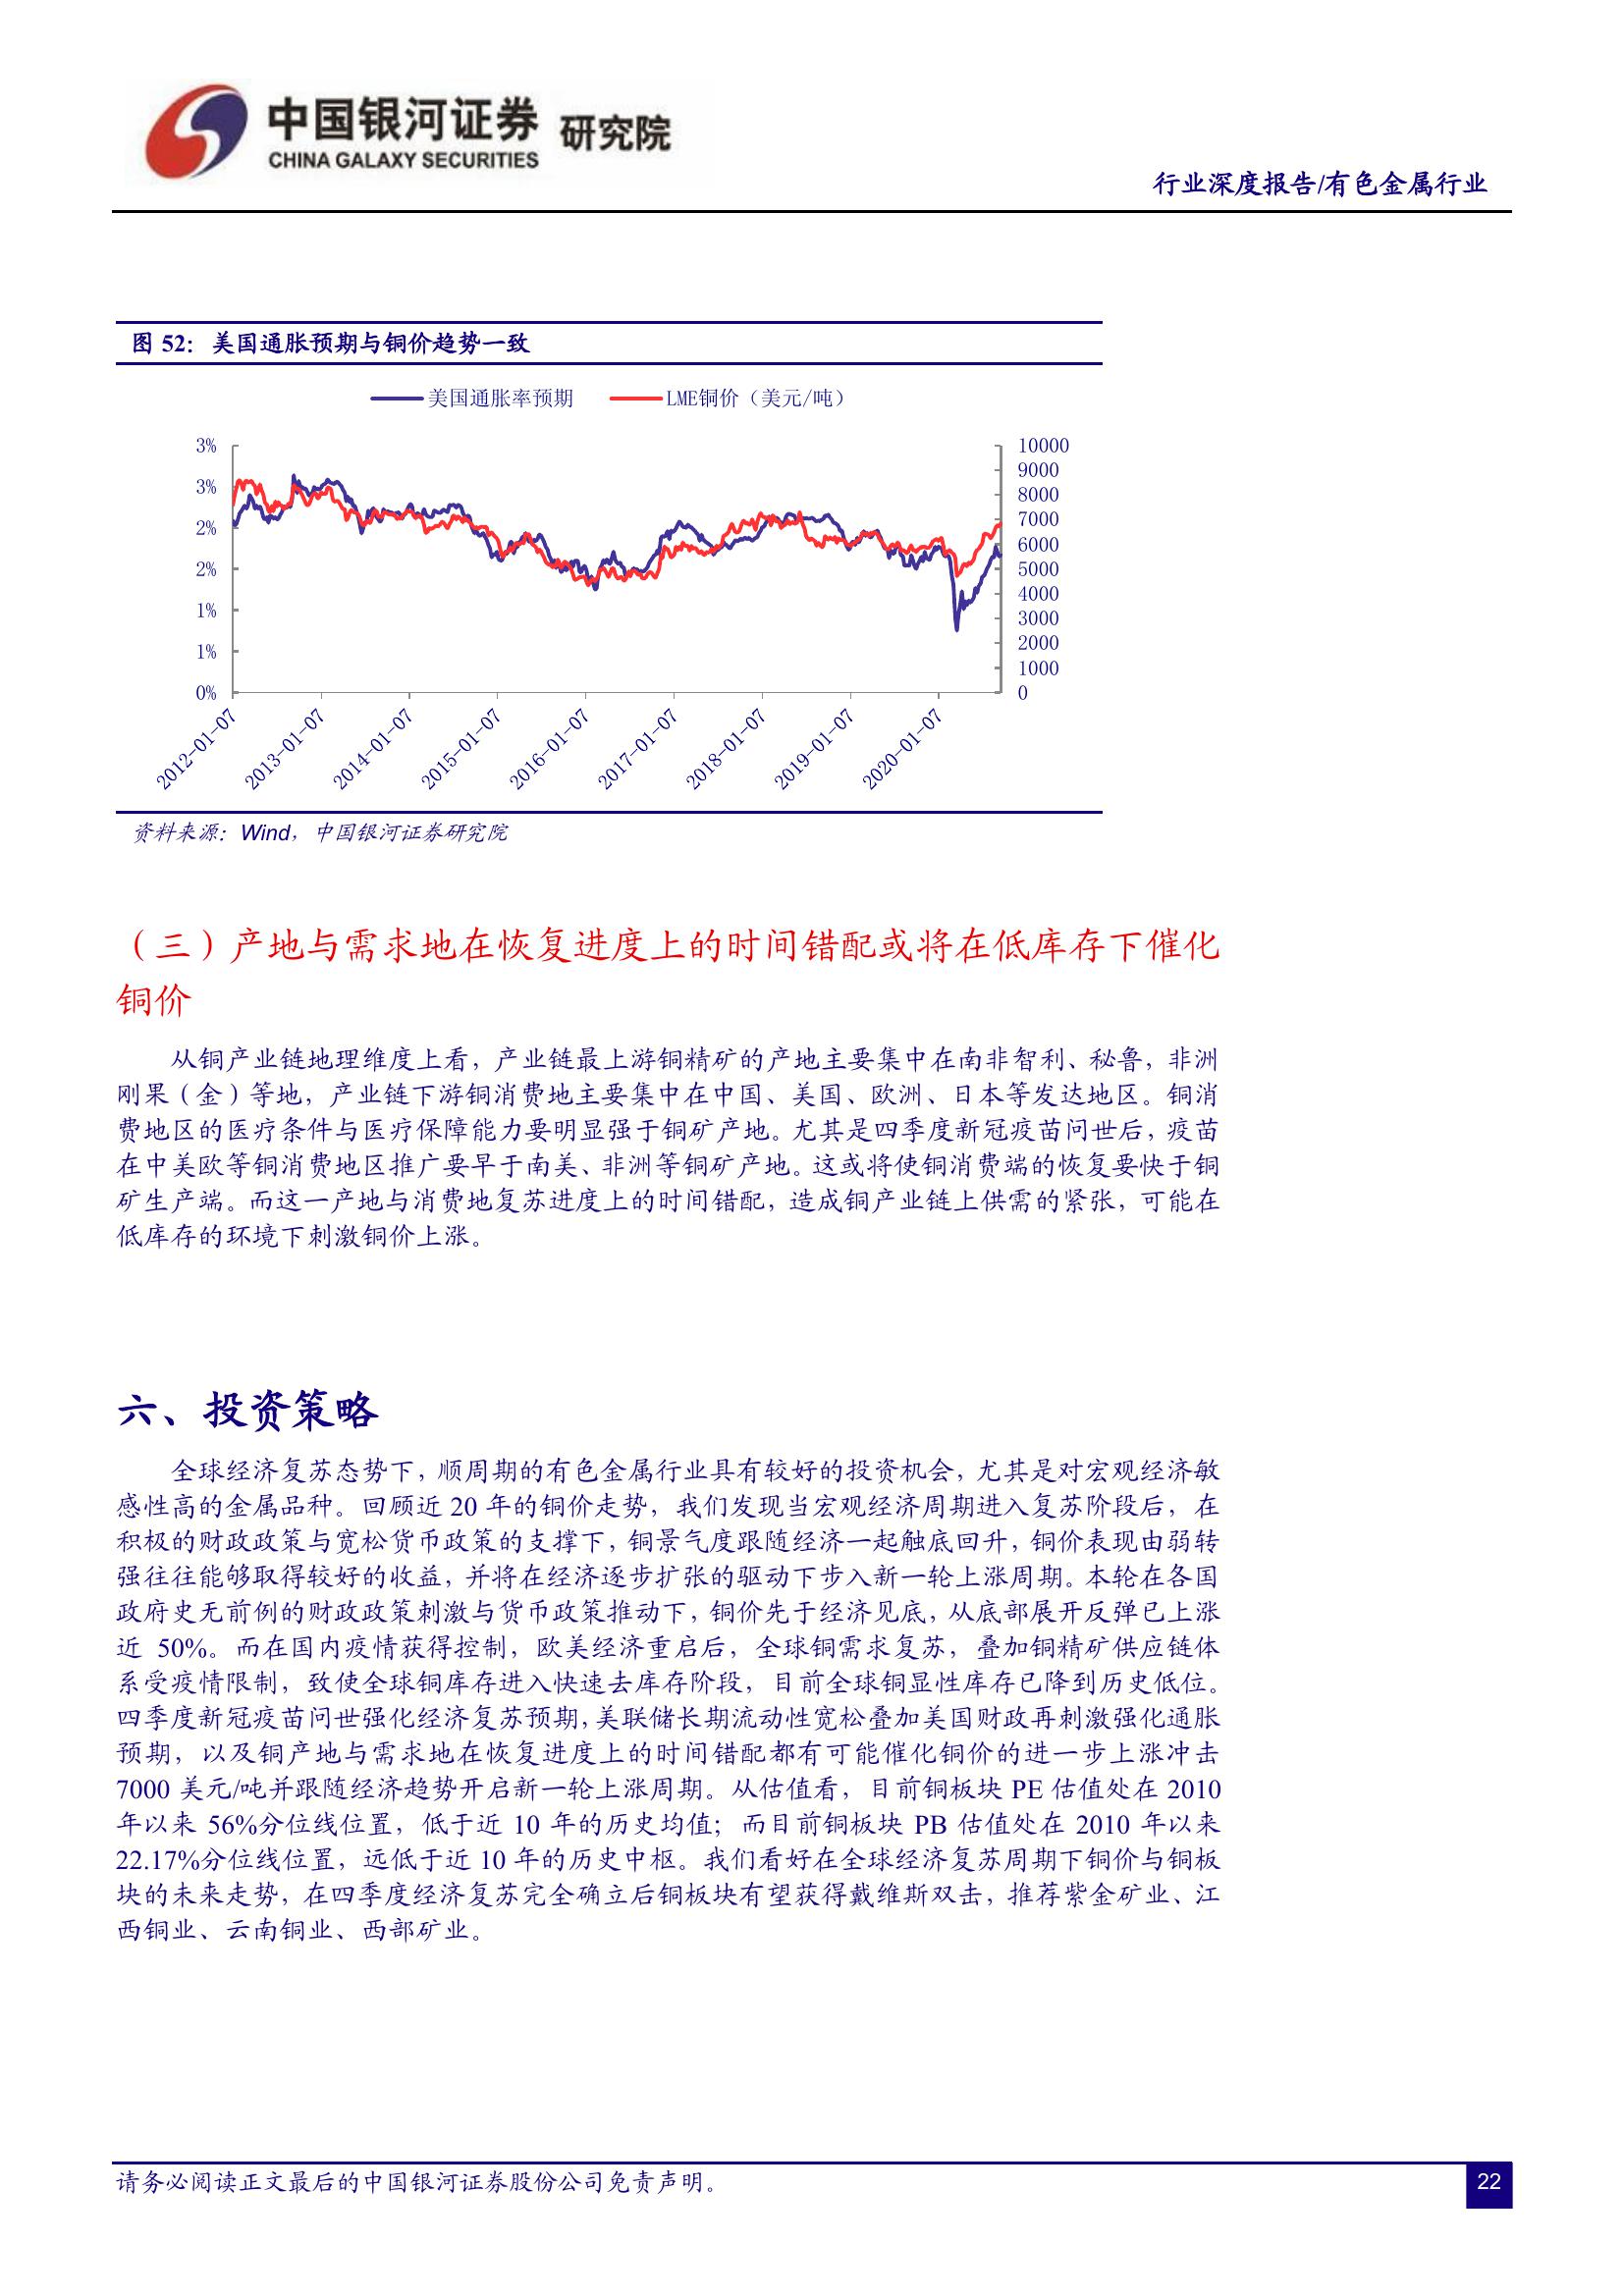 中国银河证券 研究院
CHINA GALAXY SECURITIES
行业深度报告/有色金属行业
图 52：美国通胀预期与铜价趋势一致
美国通胀率预期 LME铜价（美元/吨）
3%
3%
2%
2%
1%
1%
0%
10000
9000
8000
7000
6000
5000
4000
3000
2000
1000
0
2012-01-07
2013-01-07
2014-01-07
2015-01-07
2016-01-07
2017-01-07
2018-01-07
2019-01-07
2020-01-07
资料来源：Wind，中国银河证券研究院
（三）产地与需求地在恢复进度上的时间错配或将在低库存下催化
铜价
从铜产业链地理维度上看，产业链最上游铜精矿的产地主要集中在南非智利、秘鲁，非洲
刚果（金）等地，产业链下游铜消费地主要集中在中国、美国、欧洲、日本等发达地区。铜消
费地区的医疗条件与医疗保障能力要明显强于铜矿产地。尤其是四季度新冠疫苗问世后，疫苗
在中美欧等铜消费地区推广要早于南美、非洲等铜矿产地。这或将使铜消费端的恢复要快于铜
矿生产端。而这一产地与消费地复苏进度上的时间错配，造成铜产业链上供需的紧张，可能在
低库存的环境下刺激铜价上涨。
六、投资策略
全球经济复苏态势下，顺周期的有色金属行业具有较好的投资机会，尤其是对宏观经济敏
感性高的金属品种。回顾近 20 年的铜价走势，我们发现当宏观经济周期进入复苏阶段后，在
积极的财政政策与宽松货币政策的支撑下，铜景气度跟随经济一起触底回升，铜价表现由弱转
强往往能够取得较好的收益，并将在经济逐步扩张的驱动下步入新一轮上涨周期。本轮在各国
政府史无前例的财政政策刺激与货币政策推动下，铜价先于经济见底，从底部展开反弹已上涨
近 50%。而在国内疫情获得控制，欧美经济重启后，全球铜需求复苏，叠加铜精矿供应链体
系受疫情限制，致使全球铜库存进入快速去库存阶段，目前全球铜显性库存已降到历史低位。
四季度新冠疫苗问世强化经济复苏预期，美联储长期流动性宽松叠加美国财政再刺激强化通胀
预期，以及铜产地与需求地在恢复进度上的时间错配都有可能催化铜价的进一步上涨冲击
7000 美元/吨并跟随经济趋势开启新一轮上涨周期。从估值看，目前铜板块 PE 估值处在 2010
年以来 56%分位线位置，低于近 10 年的历史均值；而目前铜板块 PB 估值处在 2010 年以来
22.17%分位线位置，远低于近 10 年的历史中枢。我们看好在全球经济复苏周期下铜价与铜板
块的未来走势，在四季度经济复苏完全确立后铜板块有望获得戴维斯双击，推荐紫金矿业、江
西铜业、云南铜业、西部矿业。
请务必阅读正文最后的中国银河证券股份公司免责声明。
22